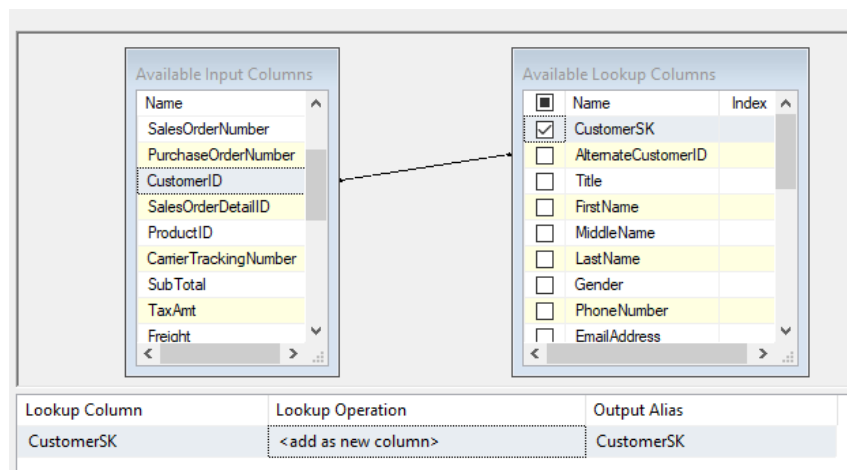 Available Input Columns
Name
SalesOrderNumber
PurchaseOrderNumber
CustomerID
SalesOrderDetailID
ProductID
CarrierTrackingNumber
SubTotal
TaxAmt
Freight
Available Lookup Columns
Name Index
CustomerSK
AlternateCustomerID
Title
FirstName
MiddleName
LastName
Gender
PhoneNumber
EmailAddress
Lookup Column Lookup Operation Output Alias
CustomerSK <add as new column> CustomerSK